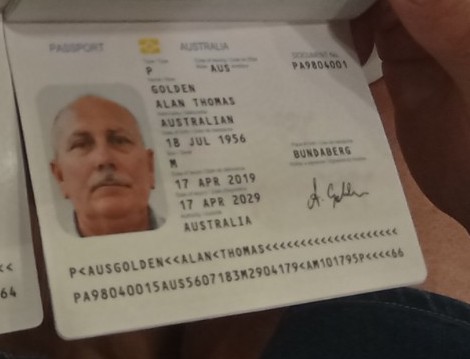 PASSPORT AUSTRALIA
DOCUMENT No.
P AUS PA9804001
GOLDEN
ALAN THOMAS
AUSTRALIAN
18 JUL 1956
M BUNDABERG
17 APR 2019
17 APR 2029
A. Golden
AUSTRALIA
P<AUSGOLDEN<<ALAN<THOMAS<<<<<<<<<<<<<<<<<<<<
PA98040015AUS5607183M2904179<AM101795P<<<<66
<<
64